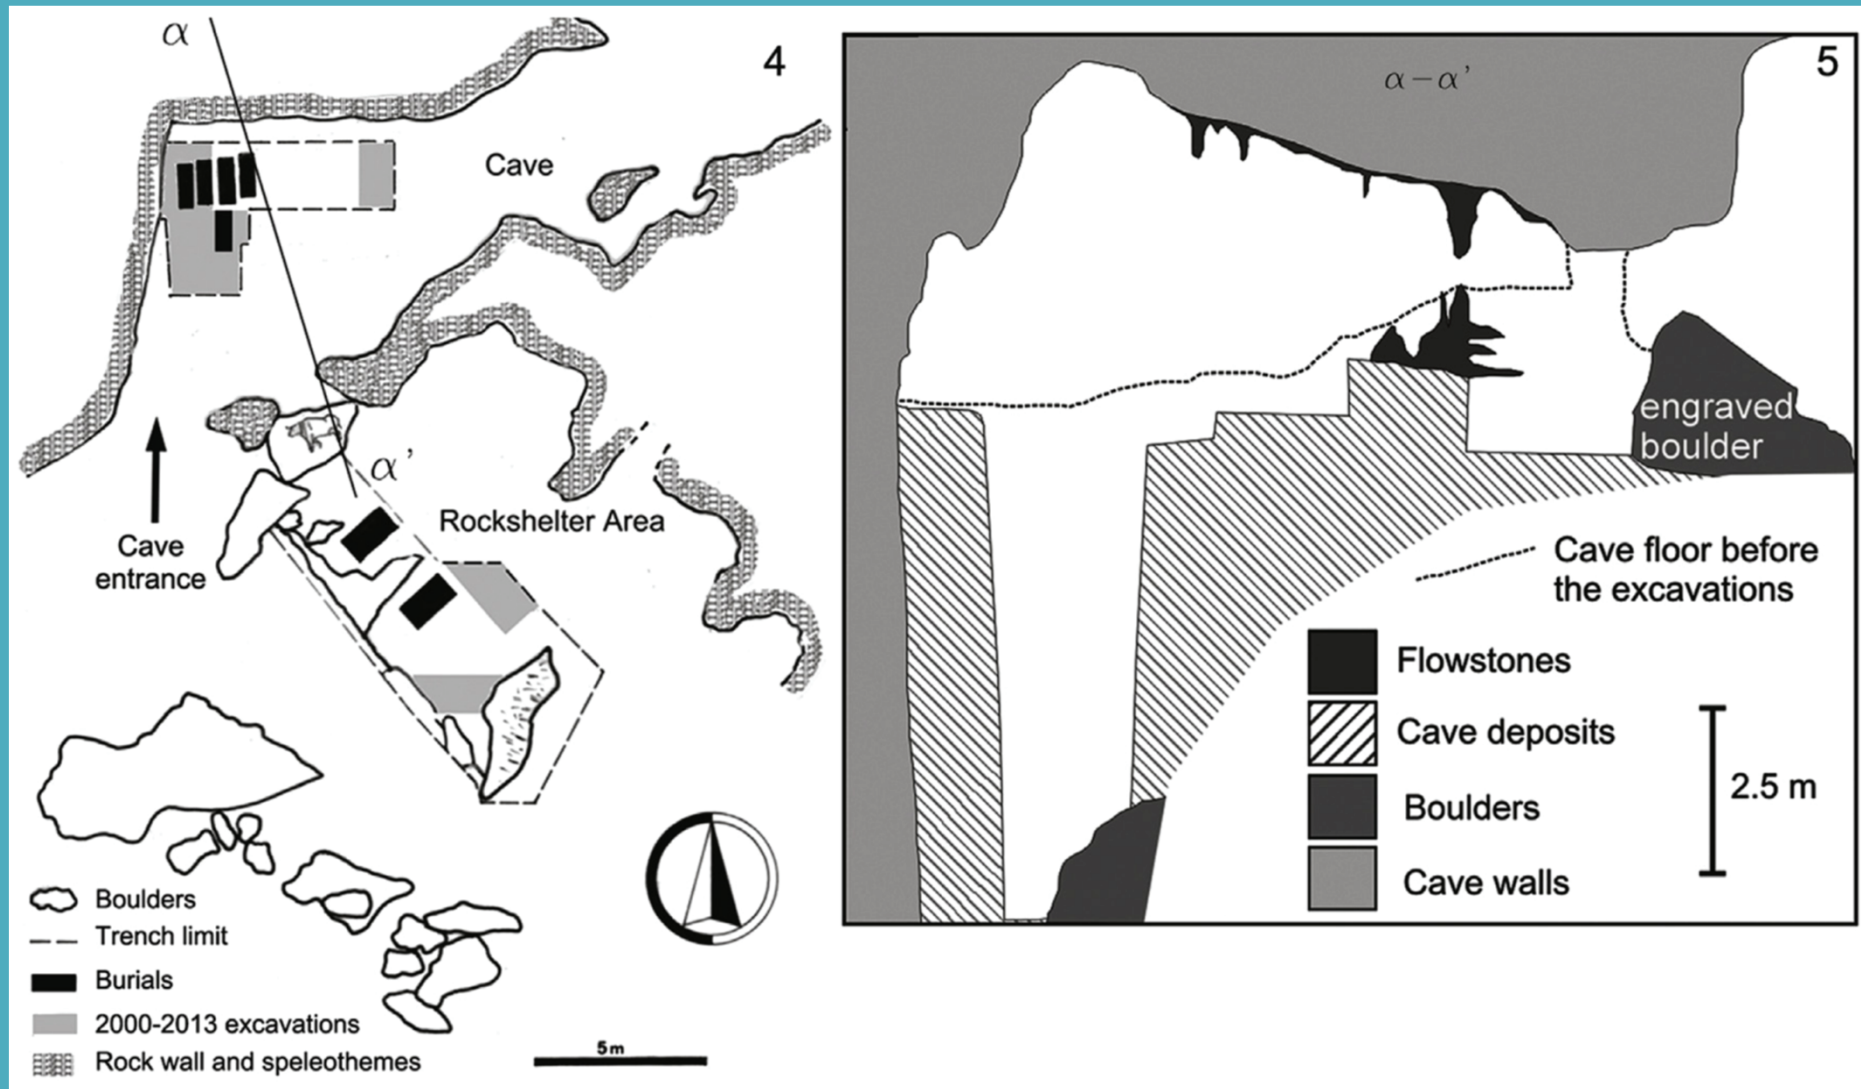 α
4
Cave
α'
Rockshelter Area
Cave
entrance
Boulders
Trench limit
Burials
2000-2013 excavations
Rock wall and speleothemes
5m
α – α'
5
engraved
boulder
Cave floor before
the excavations
Flowstones
Cave deposits
Boulders
Cave walls
2.5 m